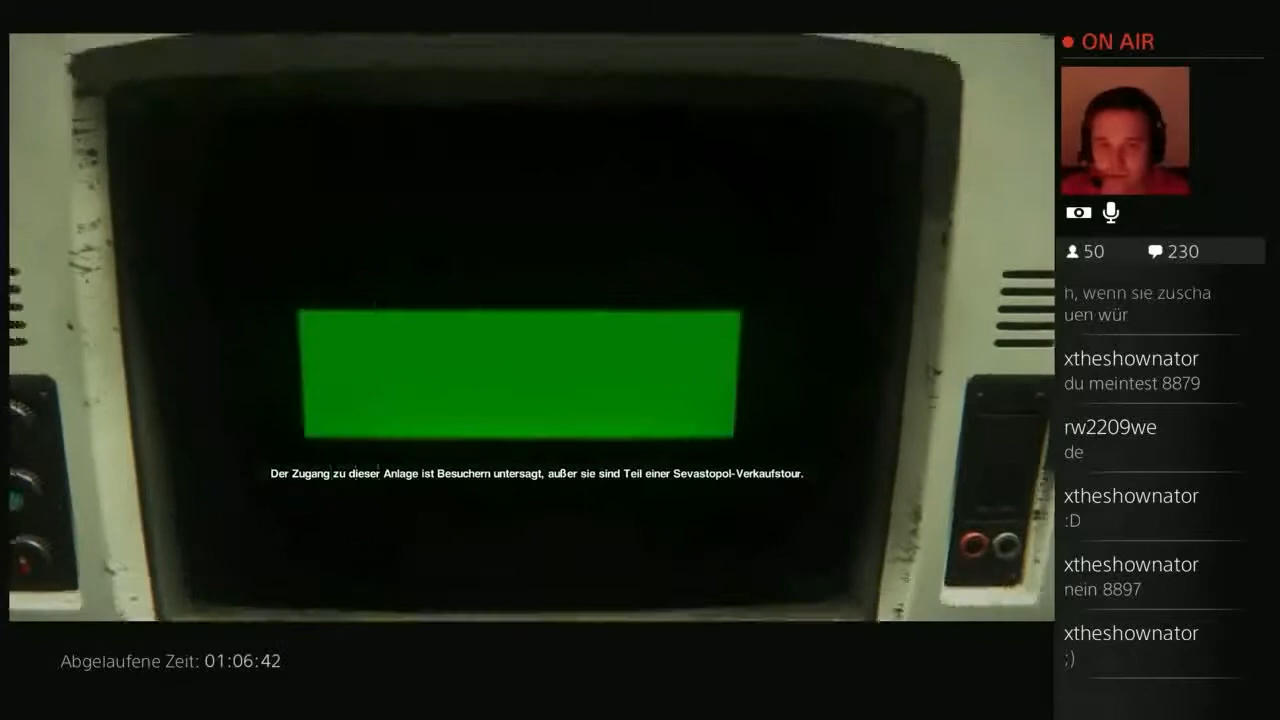 ON AIR
50 230
h, wenn sie zuscha
uen wür
xtheshownator
du meintest 8879
rw2209we
de
xtheshownator
:D
xtheshownator
nein 8897
xtheshownator
;)
Der Zugang zu dieser Anlage ist Besuchern untersagt, außer sie sind Teil einer Sevastopol-Verkaufstour.
Abgelaufene Zeit: 01:06:42